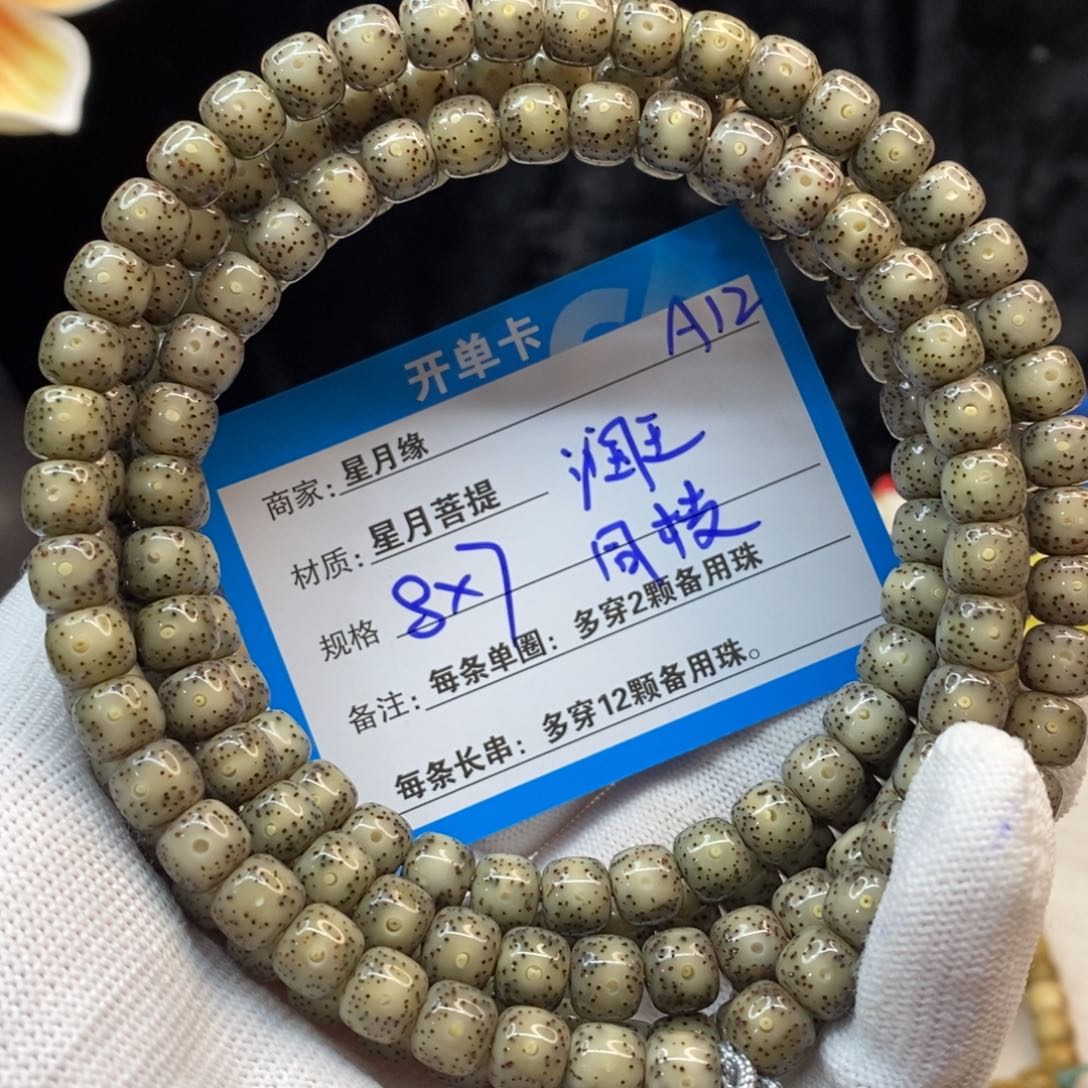 开单卡
A12
商家：星月缘
材质：星月菩提
规格 8×7
备注：每条单圈：多穿2颗备用珠
每条长串：多穿12颗备用珠。